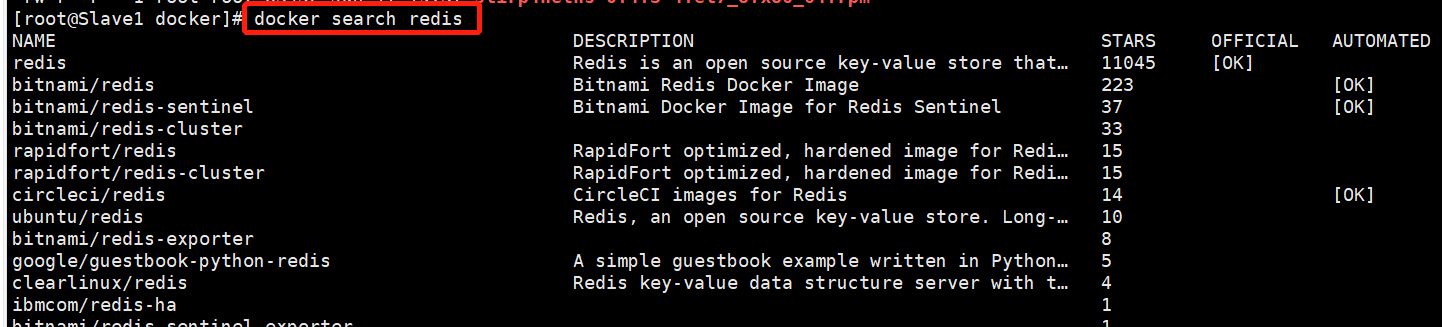 [root@Slave1 docker]# docker search redis
NAME DESCRIPTION STARS OFFICIAL AUTOMATED
redis Redis is an open source key-value store that… 11045 [OK]
bitnami/redis Bitnami Redis Docker Image 223 [OK]
bitnami/redis-sentinel Bitnami Docker Image for Redis Sentinel 37 [OK]
bitnami/redis-cluster 33
rapidfort/redis RapidFort optimized, hardened image for Redi… 15
rapidfort/redis-cluster RapidFort optimized, hardened image for Redi… 15
circleci/redis CircleCI images for Redis 14 [OK]
ubuntu/redis Redis, an open source key-value store. Long-… 10
bitnami/redis-exporter 8
google/guestbook-python-redis A simple guestbook example written in Python… 5
clearlinux/redis Redis key-value data structure server with t… 4
ibmcom/redis-ha 1
bitnami/redis-sentinel-exporter 1